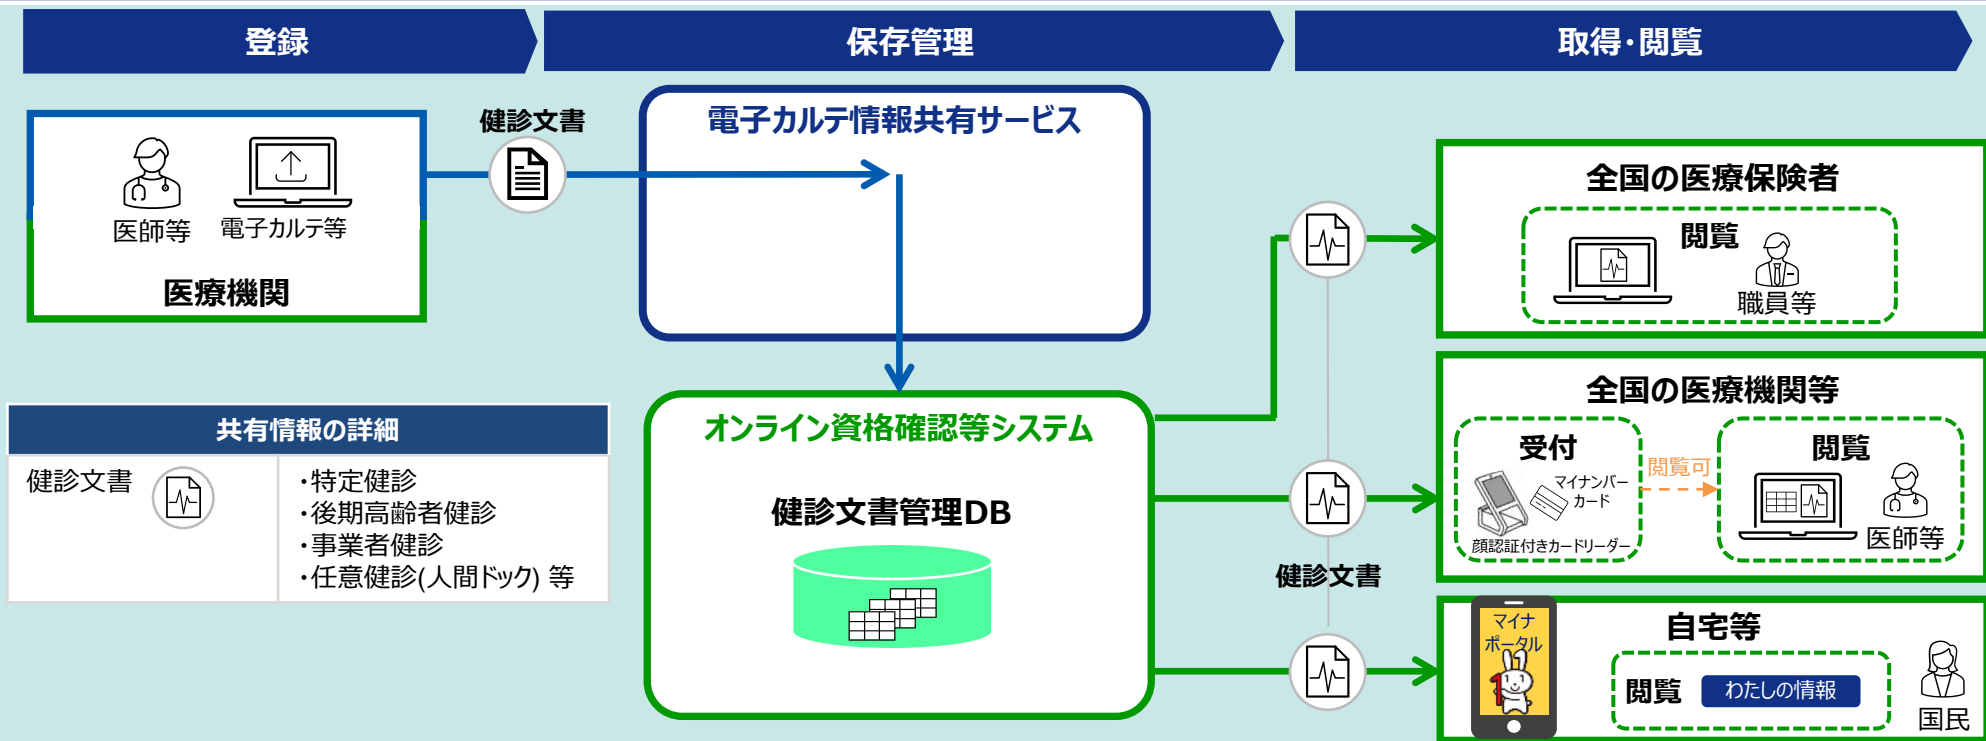 登録
保存管理
取得・閲覧
医師等
電子カルテ等
医療機関
健診文書
電子カルテ情報共有サービス
オンライン資格確認等システム
健診文書管理DB
共有情報の詳細
健診文書
・特定健診
・後期高齢者健診
・事業者健診
・任意健診(人間ドック) 等
健診文書
全国の医療保険者
閲覧
職員等
全国の医療機関等
受付
マイナンバー
カード
顔認証付きカードリーダー
閲覧可
閲覧
医師等
マイナ
ポータル
自宅等
閲覧
わたしの情報
国民